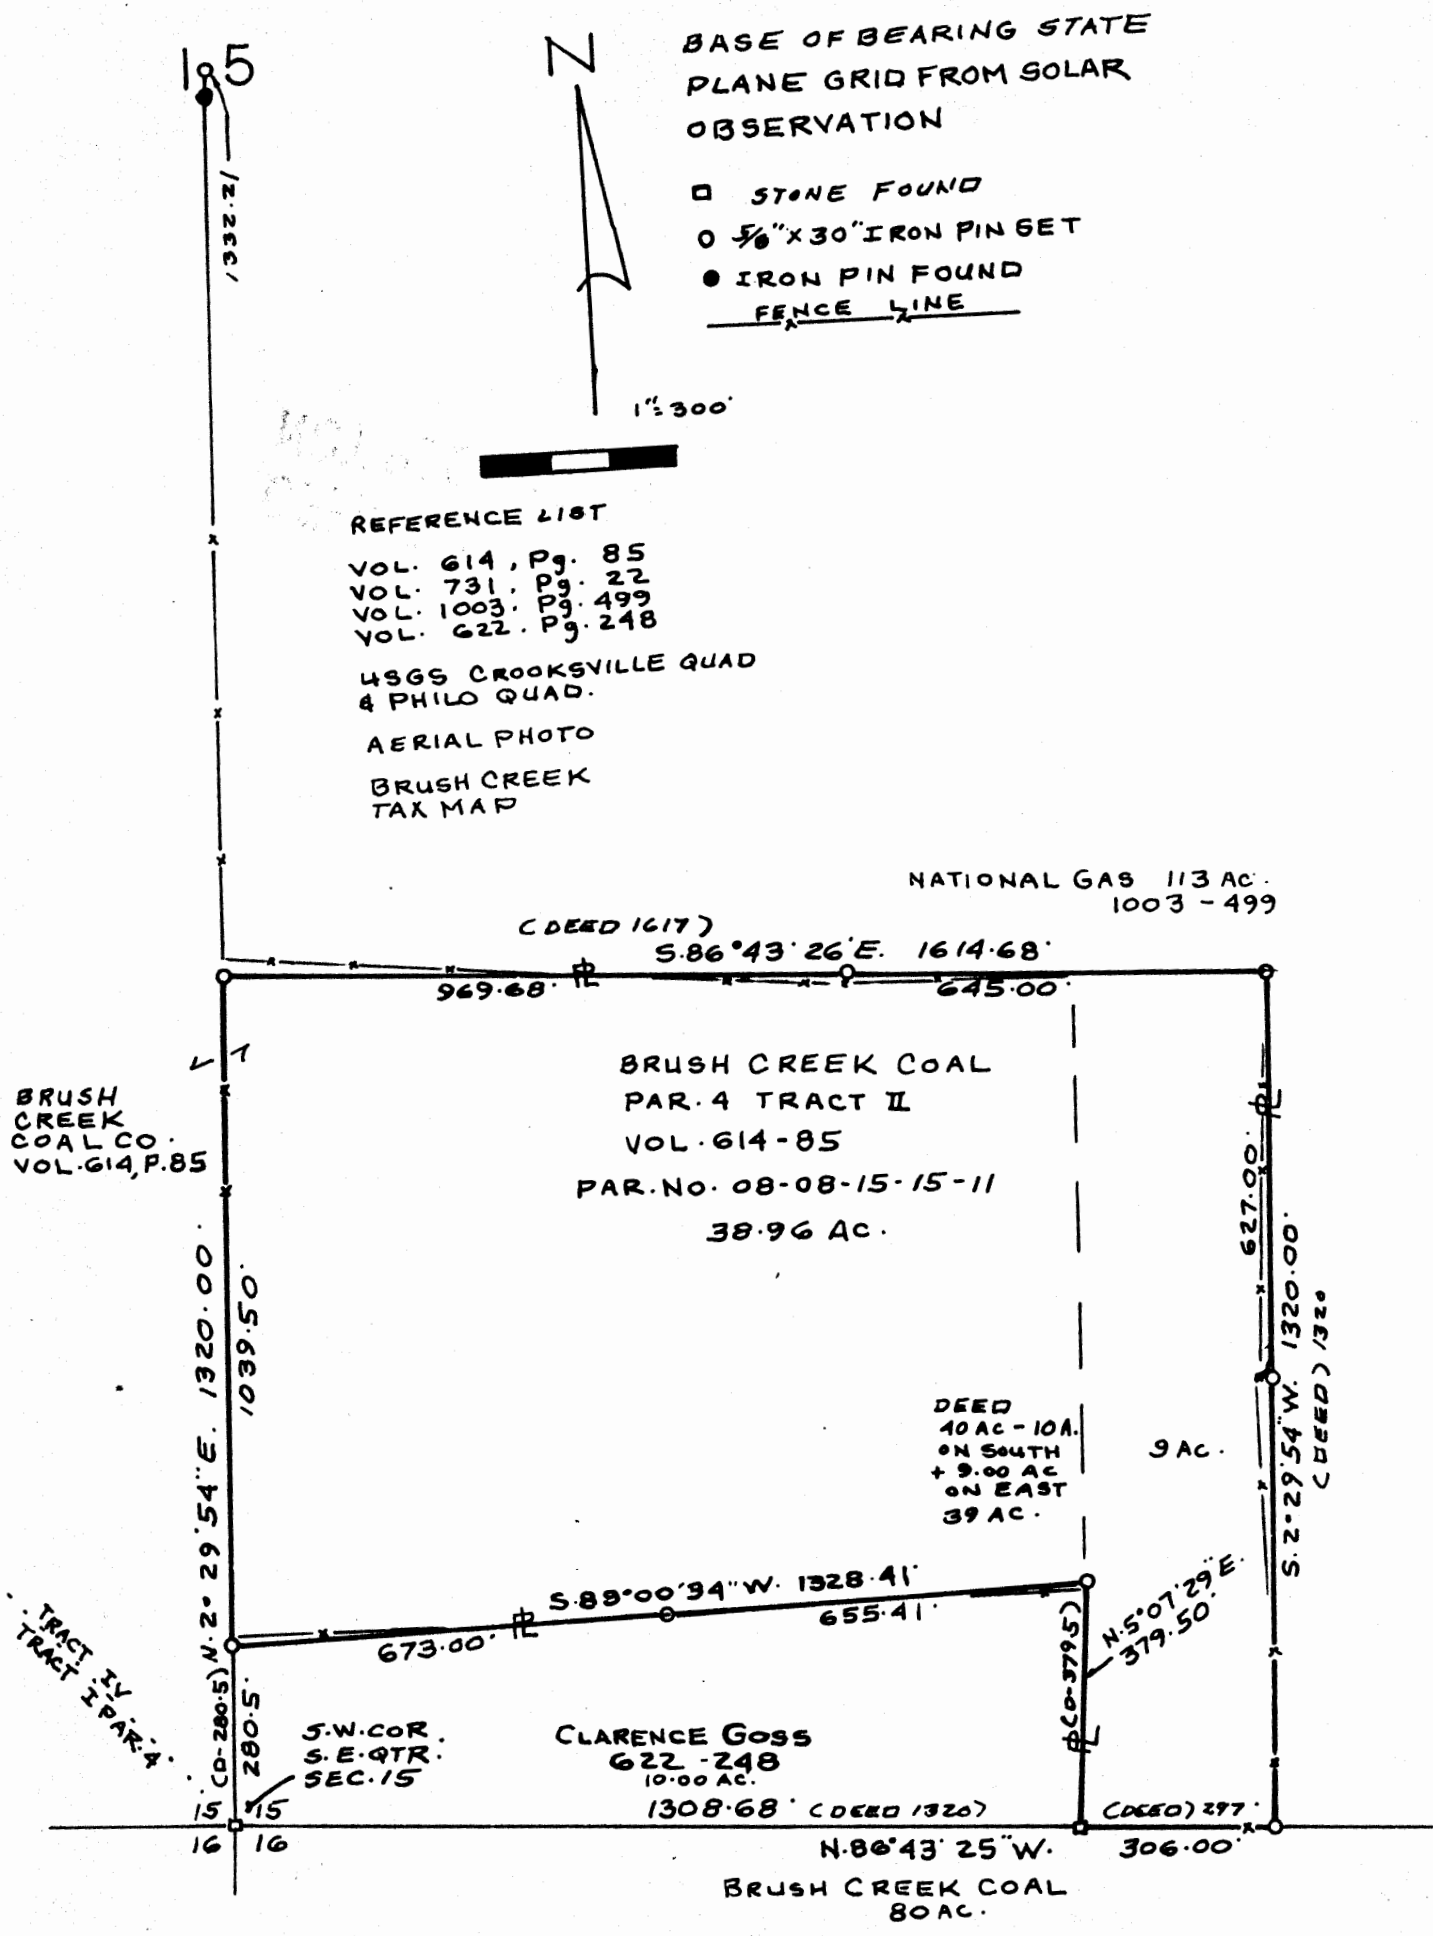 15
N
BASE OF BEARING STATE
PLANE GRID FROM SOLAR
OBSERVATION
STONE FOUND
5/8"X30" IRON PIN SET
IRON PIN FOUND
FENCE LINE
1332.21
1"=300'
REFERENCE LIST
VOL. 614, Pg. 85
VOL. 731, Pg. 22
VOL. 1003, Pg. 499
VOL. 622. Pg. 248
USGS CROOKSVILLE QUAD
& PHILO QUAD.
AERIAL PHOTO
BRUSH CREEK
TAX MAP
NATIONAL GAS 113 AC.
1003-499
(DEED 1617)
S.86°43'26"E. 1614.68'
969.68'
645.00'
BRUSH CREEK COAL
PAR. 4 TRACT II
VOL. 614-85
PAR. NO. 08-08-15-15-11
38.96 AC.
BRUSH
CREEK
COAL CO.
VOL. 614, P. 85
N.2°29'54"E. 1320.00'
1039.50'
627.00'
S.2°29'54"W. 1320.00'
(DEED) 1320
DEED
40 AC - 10 A.
ON SOUTH
+ 9.00 AC
ON EAST
39 AC.
9 AC.
S.89°00'34"W. 1328.41'
673.00'
655.41'
N.5°07'29"E.
379.50'
(D-379.5)
TRACT IV
TRACT I PAR. 4
(D-280.5)
280.5'
S.W. COR.
S.E. QTR.
SEC. 15
CLARENCE GOSS
622-248
10.00 AC.
1308.68' (DEED 1320)
(DEED) 297'
15 15
16 16
N.86°43'25"W.
306.00'
BRUSH CREEK COAL
80 AC.